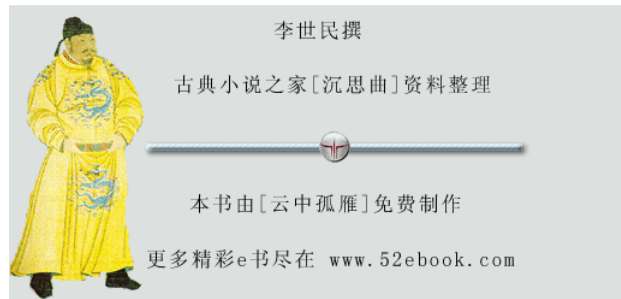 李世民撰
古典小说之家[沉思曲]资料整理
本书由[云中孤雁]免费制作
更多精彩e书尽在 www.52ebook.com